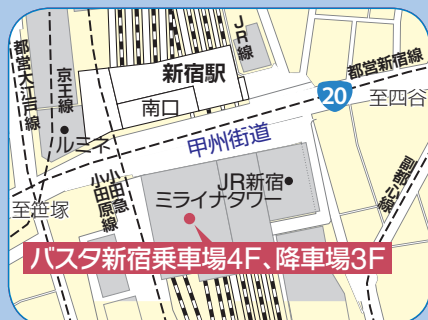 JR線
新宿駅
都営新宿線
都営大江戸線
京王線
南口
20
至四谷
ルミネ
甲州街道
副都心線
JR新宿
ミライナタワー
小田急
小田原線
至笹塚
バスタ新宿乗車場4F、降車場3F